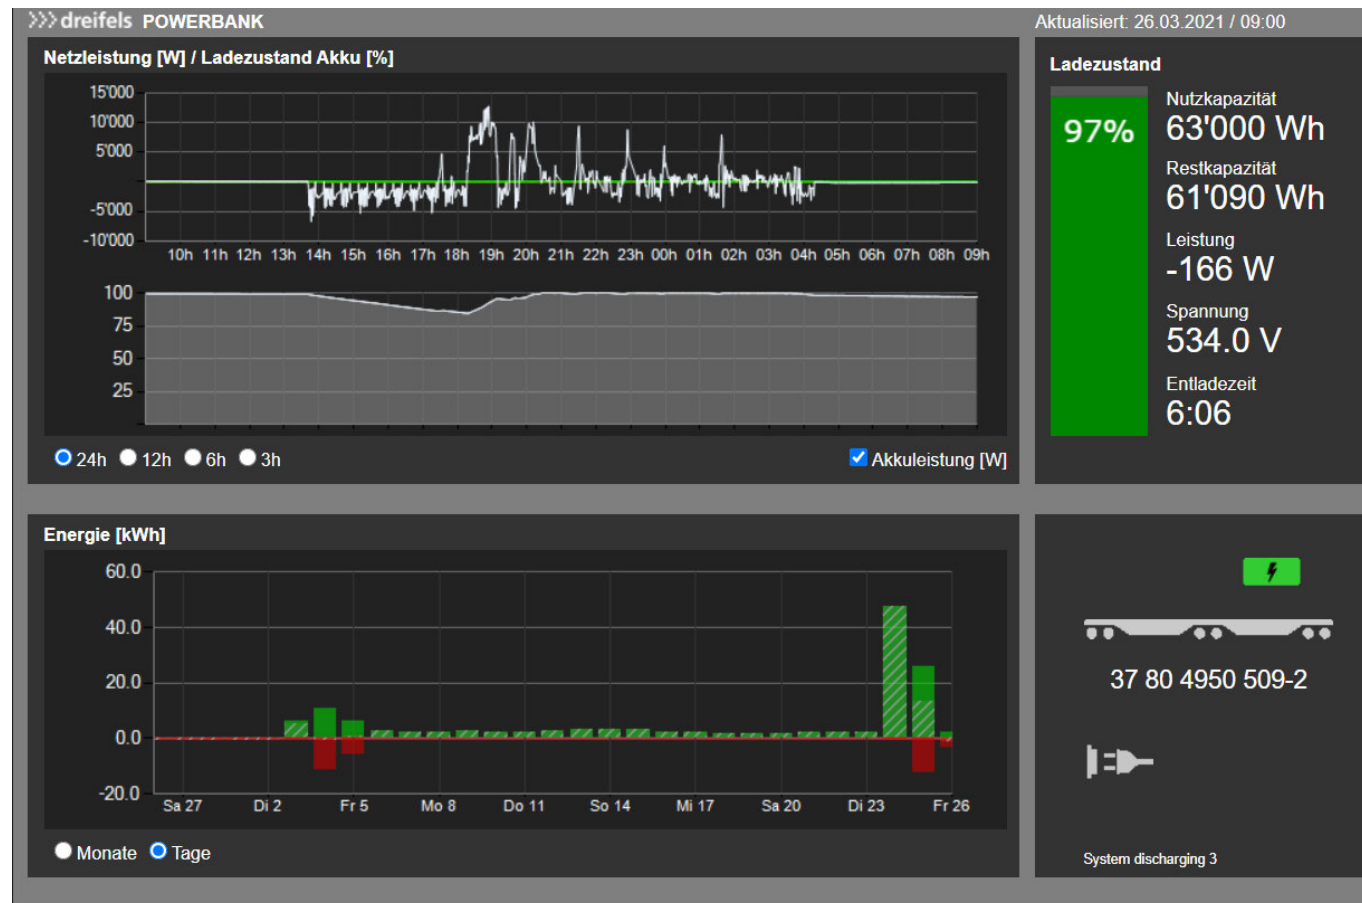 dreifels POWERBANK
Aktualisiert: 26.03.2021 / 09:00
Netzleistung [W] / Ladezustand Akku [%]
15'000
10'000
5'000
-5'000
-10'000
10h 11h 12h 13h 14h 15h 16h 17h 18h 19h 20h 21h 22h 23h 00h 01h 02h 03h 04h 05h 06h 07h 08h 09h
100
75
50
25
24h 12h 6h 3h
Akkuleistung [W]
Ladezustand
97%
Nutzkapazität
63'000 Wh
Restkapazität
61'090 Wh
Leistung
-166 W
Spannung
534.0 V
Entladezeit
6:06
Energie [kWh]
60.0
40.0
20.0
0.0
-20.0
Sa 27 Di 2 Fr 5 Mo 8 Do 11 So 14 Mi 17 Sa 20 Di 23 Fr 26
Monate Tage
37 80 4950 509-2
System discharging 3